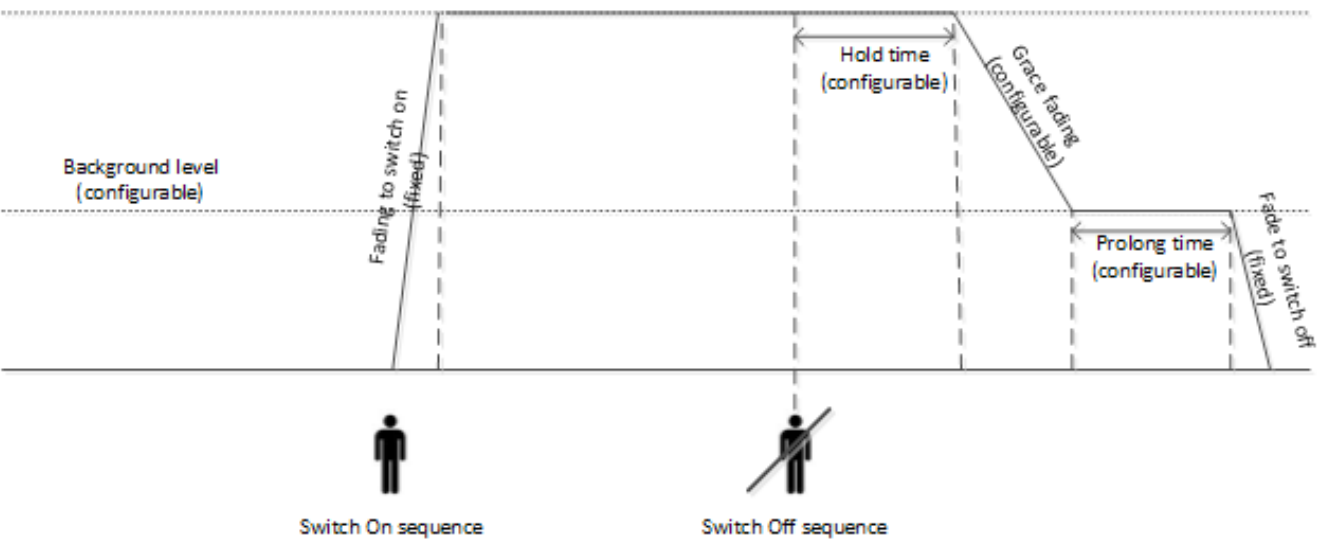 Hold time
(configurable)
Grace fading
(configurable)
Fading to switch on
(fixed)
Background level
(configurable)
Prolong time
(configurable)
Fade to switch off
(fixed)
Switch On sequence
Switch Off sequence